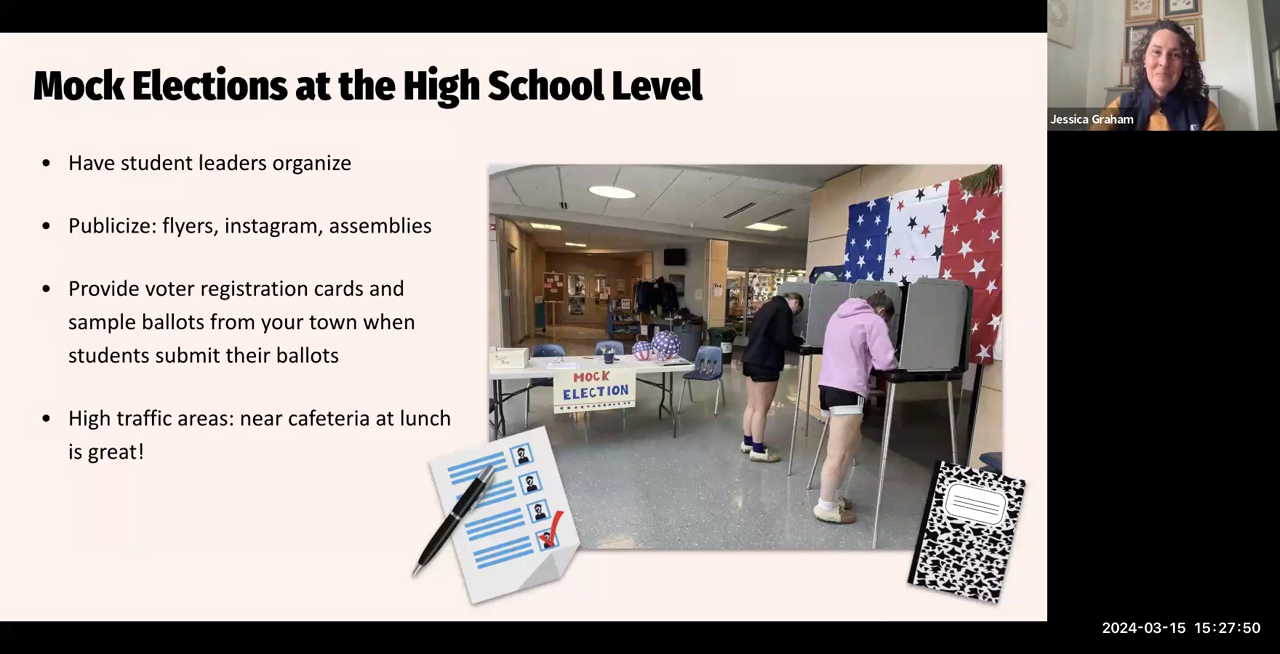 Mock Elections at the High School Level
• Have student leaders organize
• Publicize: flyers, instagram, assemblies
• Provide voter registration cards and
sample ballots from your town when
students submit their ballots
• High traffic areas: near cafeteria at lunch
is great!
MOCK
ELECTION
Jessica Graham
2024-03-15 15:27:50